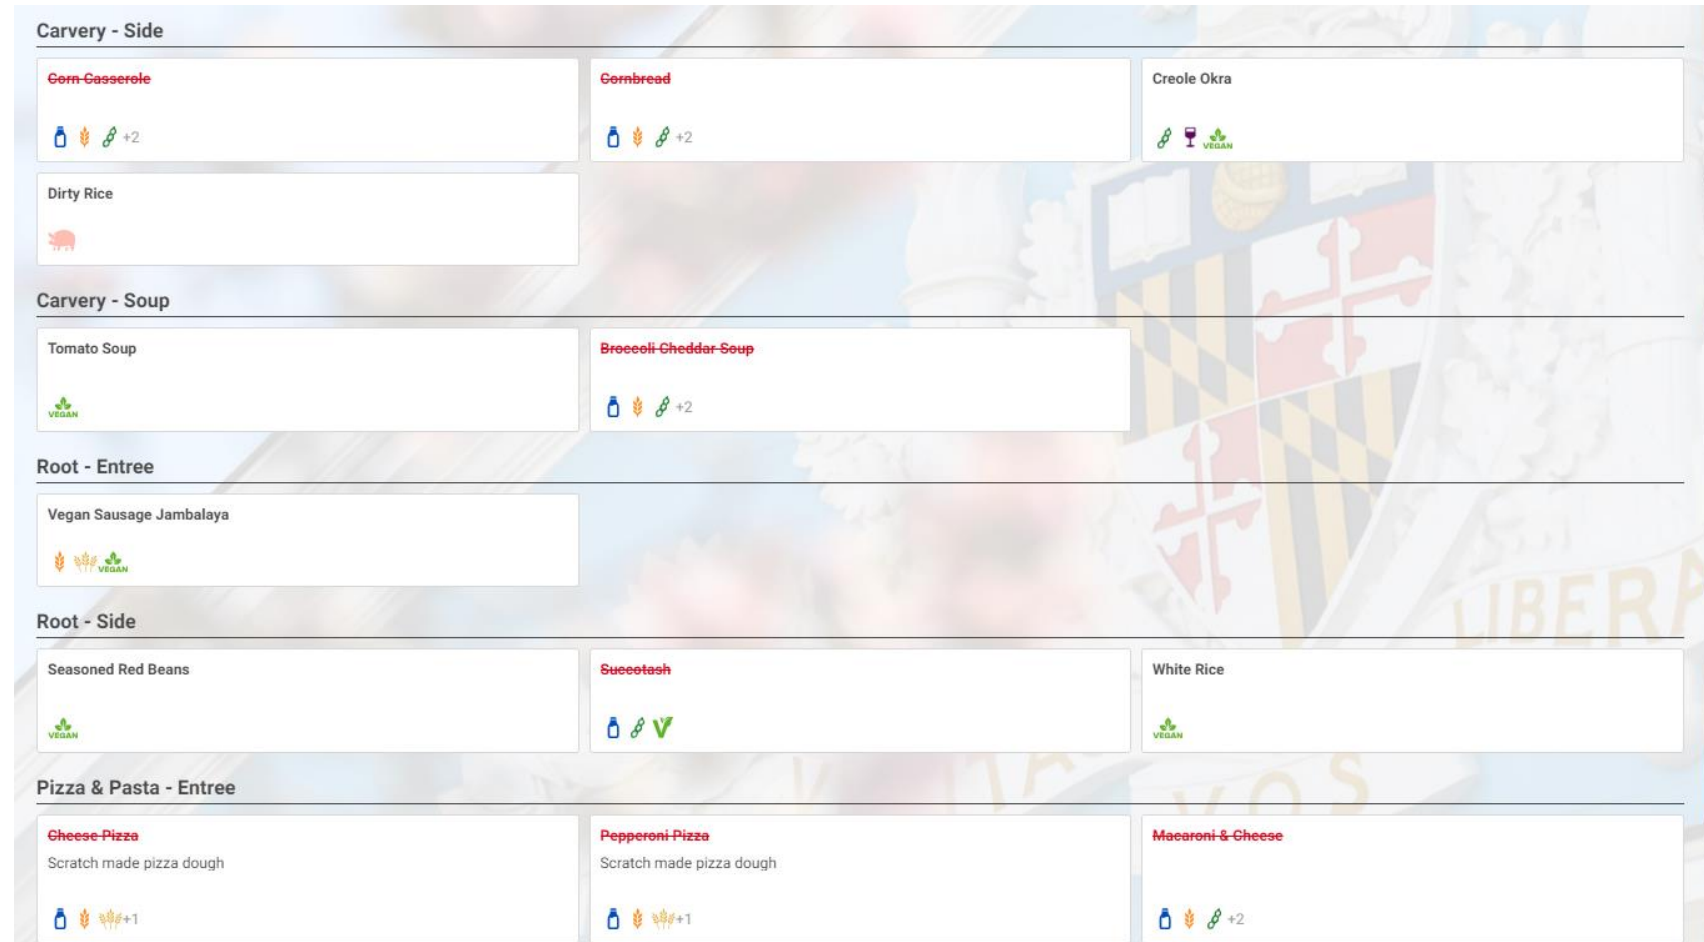 Carvery - Side
Corn Casserole
Cornbread
Creole Okra
+2
+2
VEGAN
Dirty Rice
Carvery - Soup
Tomato Soup
Broccoli Cheddar Soup
VEGAN
+2
Root - Entree
Vegan Sausage Jambalaya
VEGAN
LIBERA
Root - Side
Seasoned Red Beans
Succotash
White Rice
VEGAN
V
VEGAN
VITA
VOS
Pizza & Pasta - Entree
Cheese Pizza
Pepperoni Pizza
Macaroni & Cheese
Scratch made pizza dough
Scratch made pizza dough
+1
+1
+2